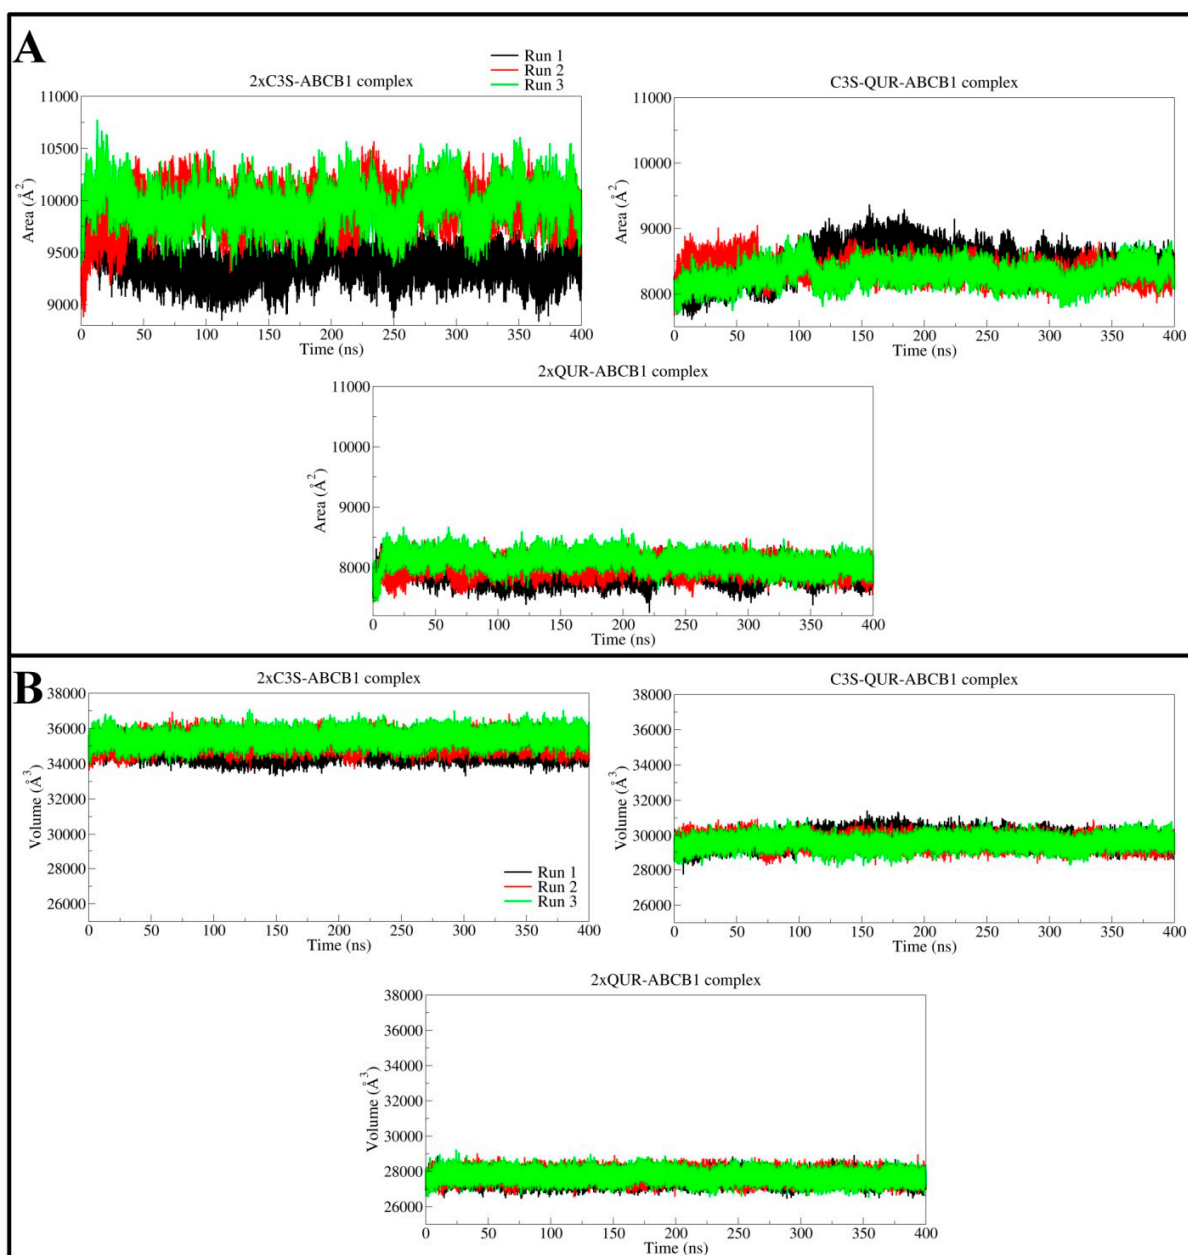 A
2xC3S-ABCB1 complex
Run 1
Run 2
Run 3
11000
10500
10000
9500
9000
Area (Å²)
0 50 100 150 200 250 300 350 400
Time (ns)
C3S-QUR-ABCB1 complex
11000
10000
9000
8000
Area (Å²)
0 50 100 150 200 250 300 350 400
Time (ns)
2xQUR-ABCB1 complex
11000
10000
9000
8000
Area (Å²)
0 50 100 150 200 250 300 350 400
Time (ns)
B
2xC3S-ABCB1 complex
38000
36000
34000
32000
30000
28000
26000
Volume (Å³)
Run 1
Run 2
Run 3
0 50 100 150 200 250 300 350 400
Time (ns)
C3S-QUR-ABCB1 complex
38000
36000
34000
32000
30000
28000
26000
Volume (Å³)
0 50 100 150 200 250 300 350 400
Time (ns)
2xQUR-ABCB1 complex
38000
36000
34000
32000
30000
28000
26000
Volume (Å³)
0 50 100 150 200 250 300 350 400
Time (ns)